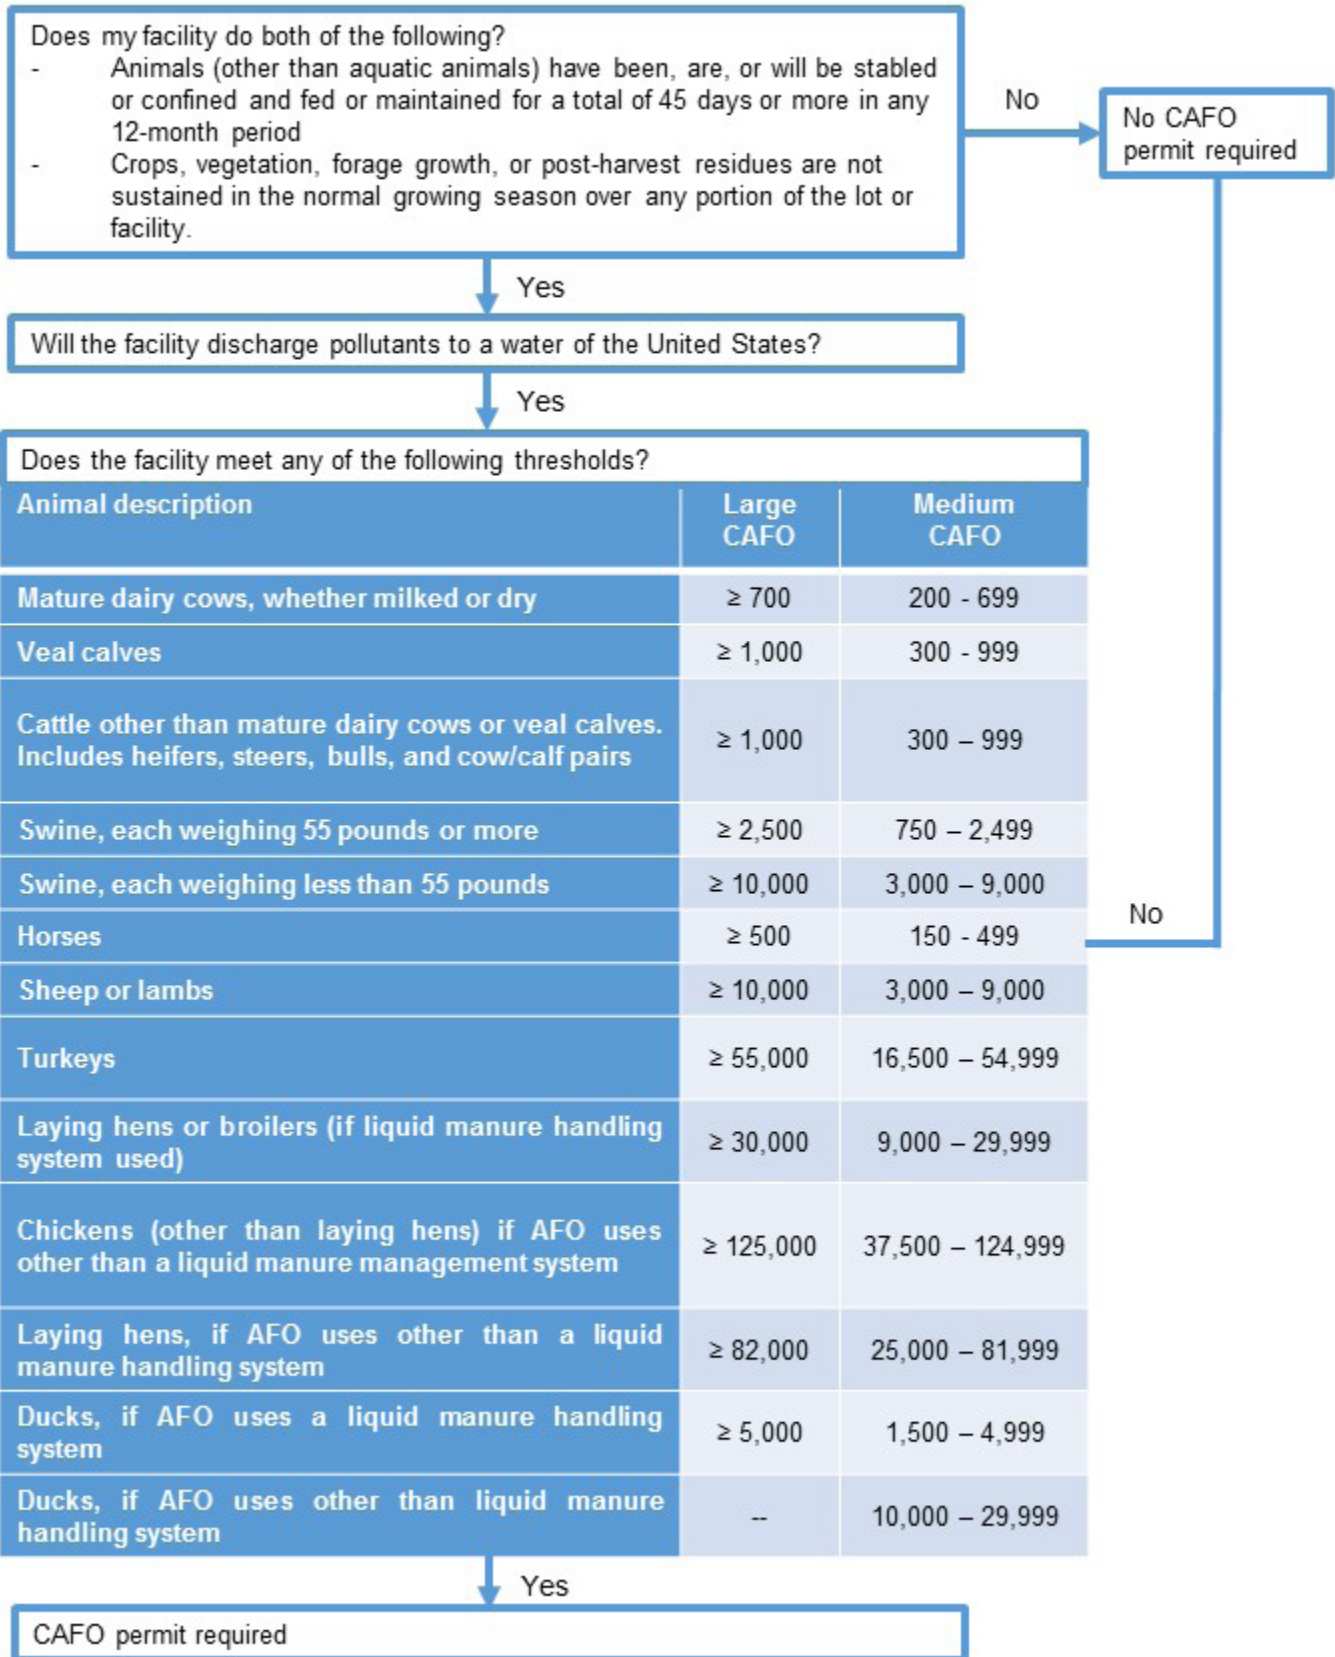 Does my facility do both of the following?
- Animals (other than aquatic animals) have been, are, or will be stabled
or confined and fed or maintained for a total of 45 days or more in any
12-month period
- Crops, vegetation, forage growth, or post-harvest residues are not
sustained in the normal growing season over any portion of the lot or
facility.
No
No CAFO
permit required
Yes
Will the facility discharge pollutants to a water of the United States?
Yes
Does the facility meet any of the following thresholds?
Animal description Large CAFO Medium CAFO
Mature dairy cows, whether milked or dry ≥ 700 200 - 699
Veal calves ≥ 1,000 300 - 999
Cattle other than mature dairy cows or veal calves.
Includes heifers, steers, bulls, and cow/calf pairs ≥ 1,000 300 – 999
Swine, each weighing 55 pounds or more ≥ 2,500 750 – 2,499
Swine, each weighing less than 55 pounds ≥ 10,000 3,000 – 9,000
Horses ≥ 500 150 - 499
No
Sheep or lambs ≥ 10,000 3,000 – 9,000
Turkeys ≥ 55,000 16,500 – 54,999
Laying hens or broilers (if liquid manure handling
system used) ≥ 30,000 9,000 – 29,999
Chickens (other than laying hens) if AFO uses
other than a liquid manure management system ≥ 125,000 37,500 – 124,999
Laying hens, if AFO uses other than a liquid
manure handling system ≥ 82,000 25,000 – 81,999
Ducks, if AFO uses a liquid manure handling
system ≥ 5,000 1,500 – 4,999
Ducks, if AFO uses other than liquid manure
handling system -- 10,000 – 29,999
Yes
CAFO permit required